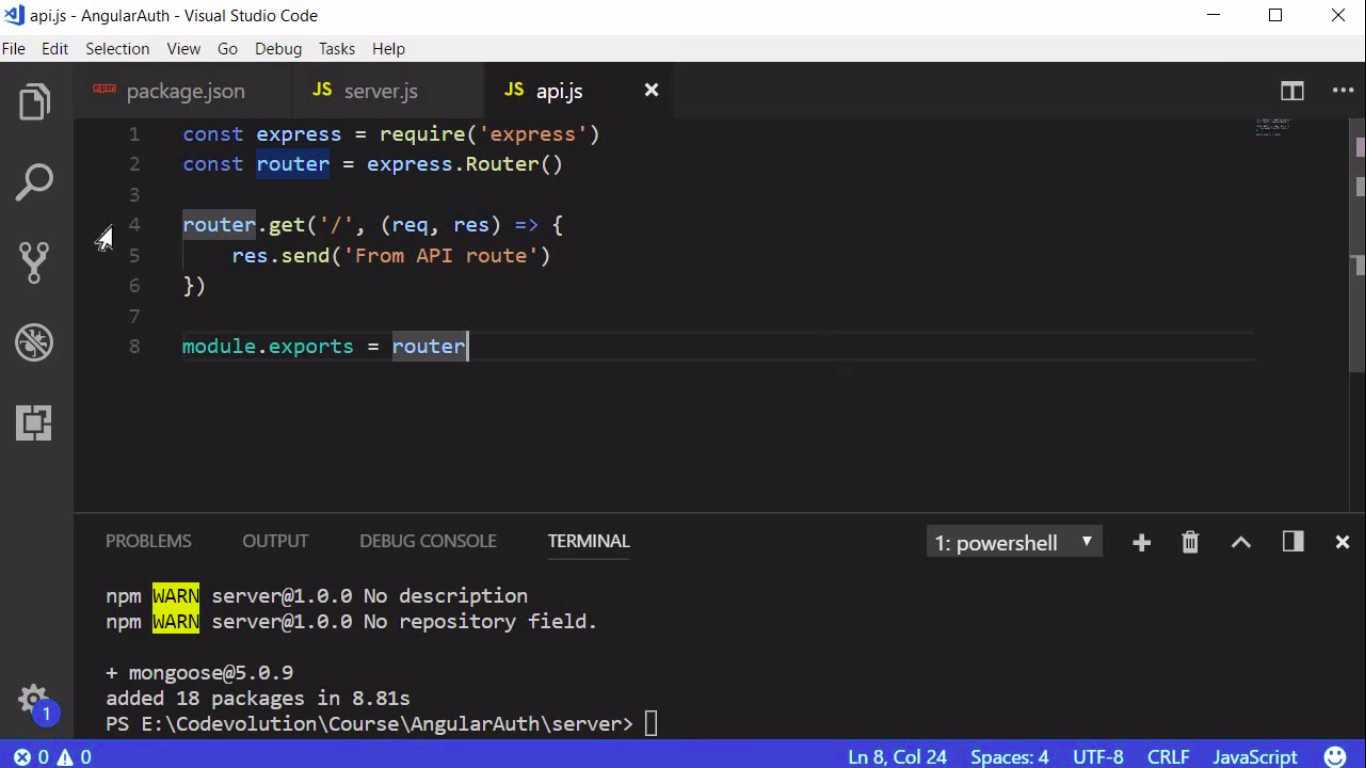 api.js - AngularAuth - Visual Studio Code
File Edit Selection View Go Debug Tasks Help
npm package.json JS server.js JS api.js
1 const express = require('express')
2 const router = express.Router()
3
4 router.get('/', (req, res) => {
5     res.send('From API route')
6 })
7
8 module.exports = router
PROBLEMS OUTPUT DEBUG CONSOLE TERMINAL 1: powershell
npm WARN server@1.0.0 No description
npm WARN server@1.0.0 No repository field.
+ mongoose@5.0.9
added 18 packages in 8.81s
PS E:\Codevolution\Course\AngularAuth\server>
1
0 0 Ln 8, Col 24 Spaces: 4 UTF-8 CRLF JavaScript